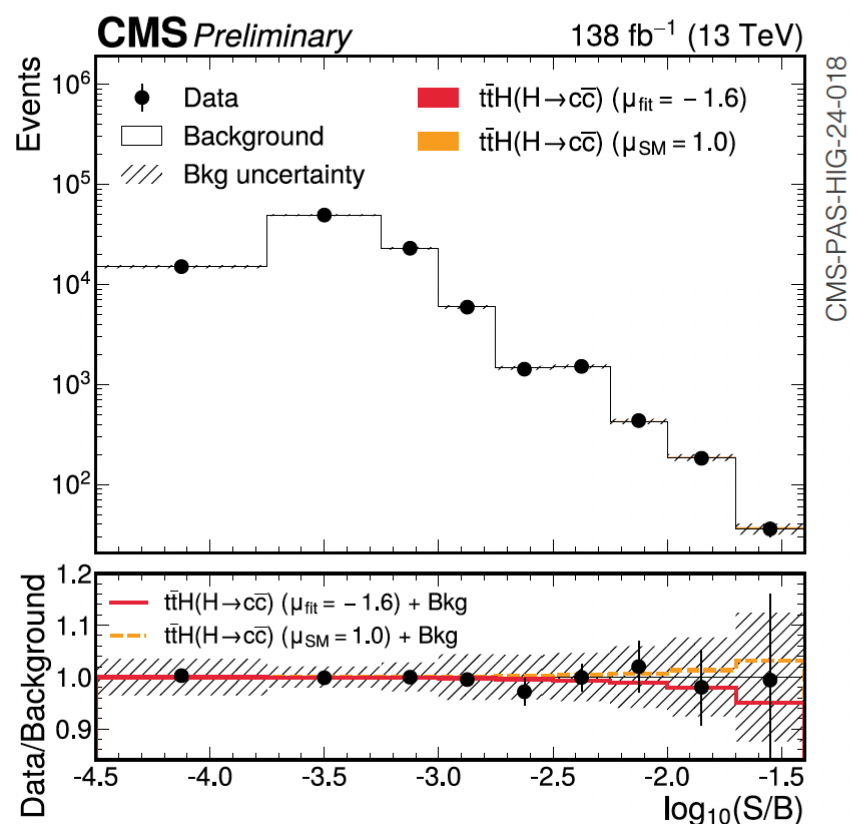 CMS Preliminary 138 fb⁻¹ (13 TeV)
CMS-PAS-HIG-24-018
Events
10⁶
10⁵
10⁴
10³
10²
Data
Background
Bkg uncertainty
tt̄H(H→cc̄) (μfit = −1.6)
tt̄H(H→cc̄) (μSM = 1.0)
Data/Background
1.2
1.1
1.0
0.9
tt̄H(H→cc̄) (μfit = −1.6) + Bkg
tt̄H(H→cc̄) (μSM = 1.0) + Bkg
-4.5 -4.0 -3.5 -3.0 -2.5 -2.0 -1.5
log₁₀(S/B)